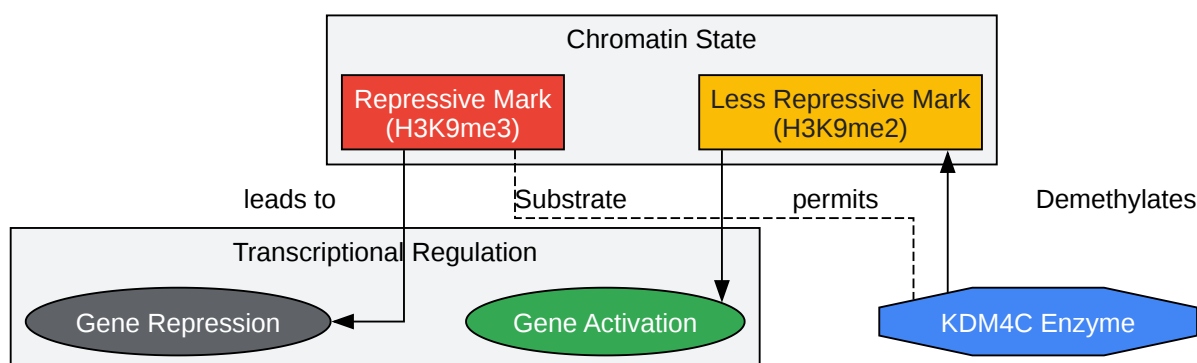 Chromatin State
Repressive Mark
(H3K9me3)
Less Repressive Mark
(H3K9me2)
leads to
Substrate
permits
Demethylates
Transcriptional Regulation
Gene Repression
Gene Activation
KDM4C Enzyme